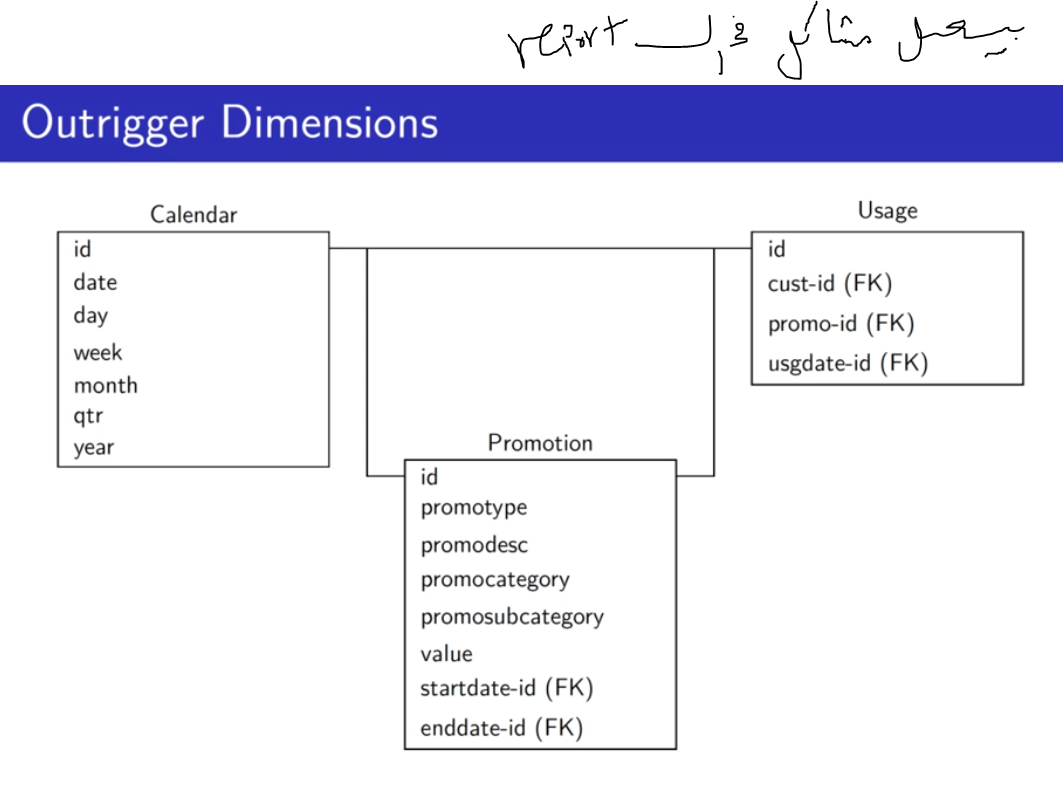 بيعمل مشاكل في الـ report
Outrigger Dimensions
Calendar
id
date
day
week
month
qtr
year
Usage
id
cust-id (FK)
promo-id (FK)
usgdate-id (FK)
Promotion
id
promotype
promodesc
promocategory
promosubcategory
value
startdate-id (FK)
enddate-id (FK)